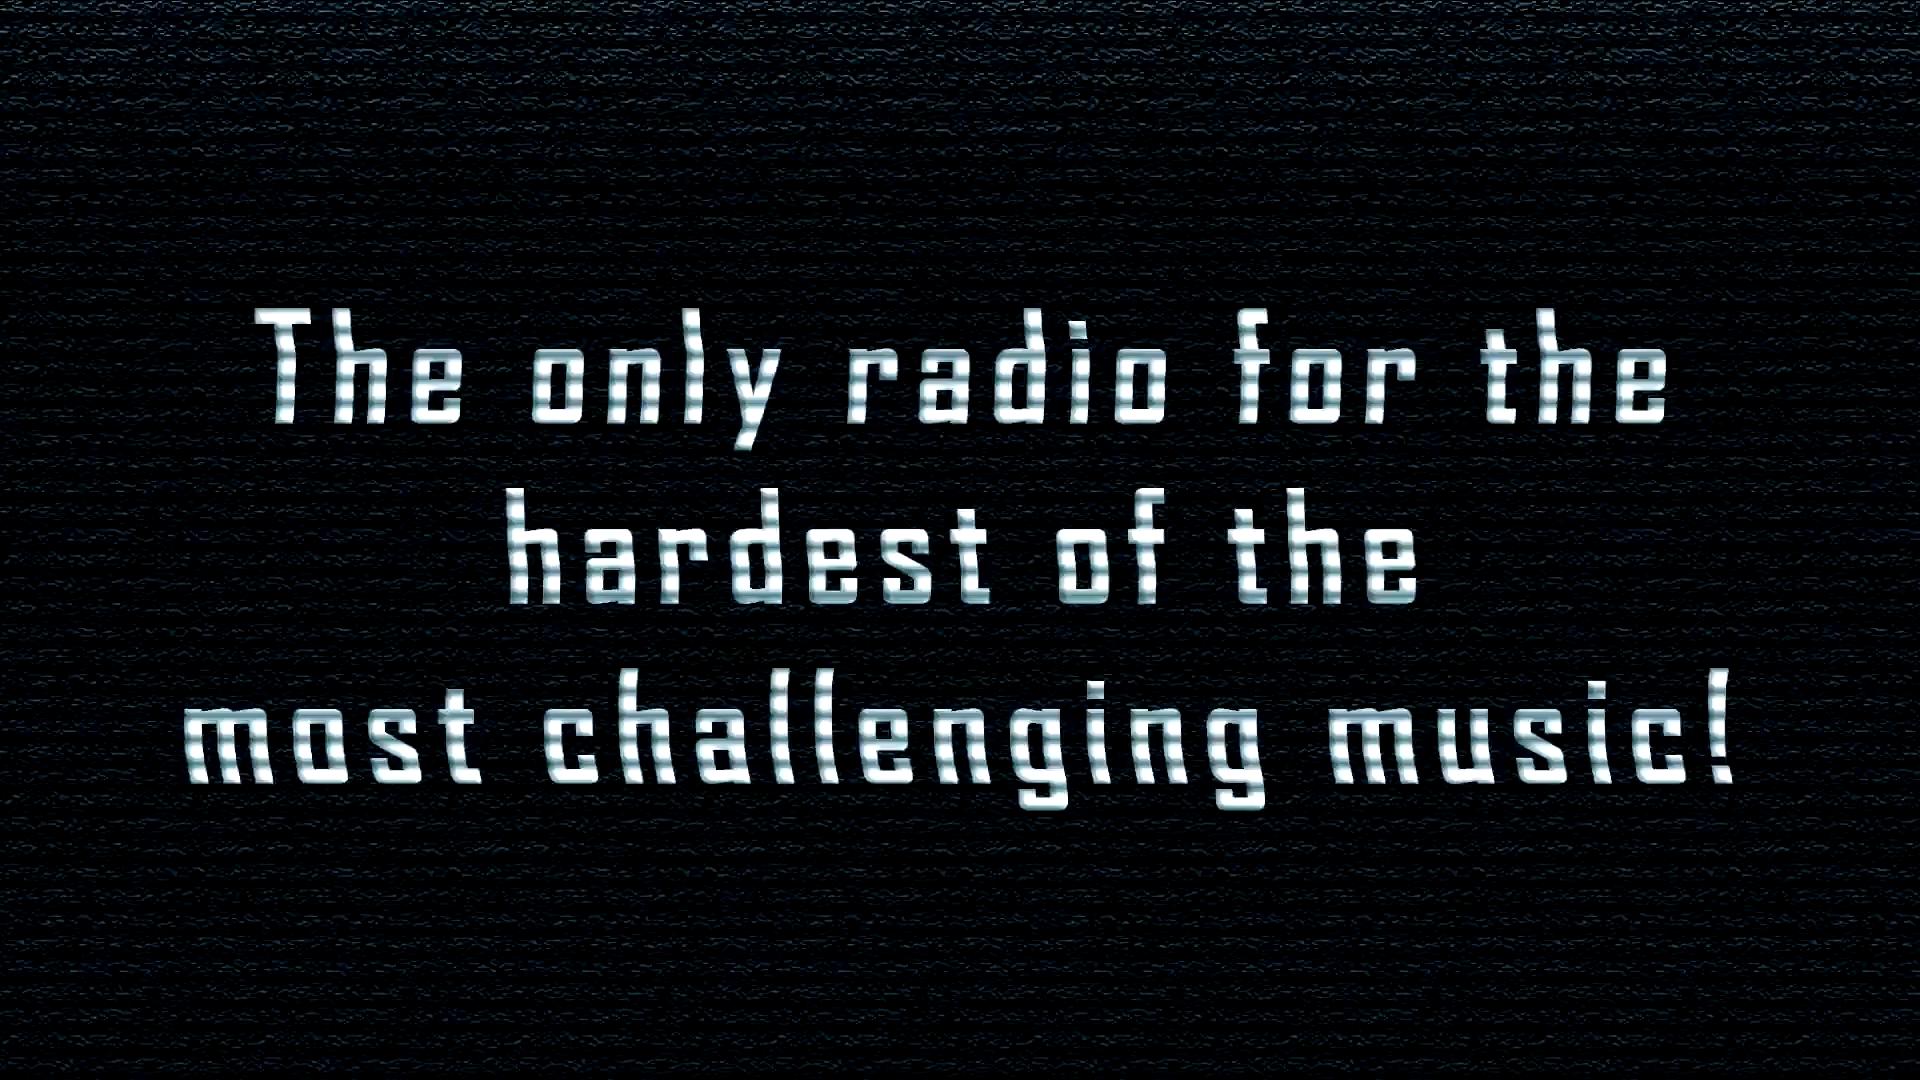 The only radio for the
hardest of the
most challenging music!